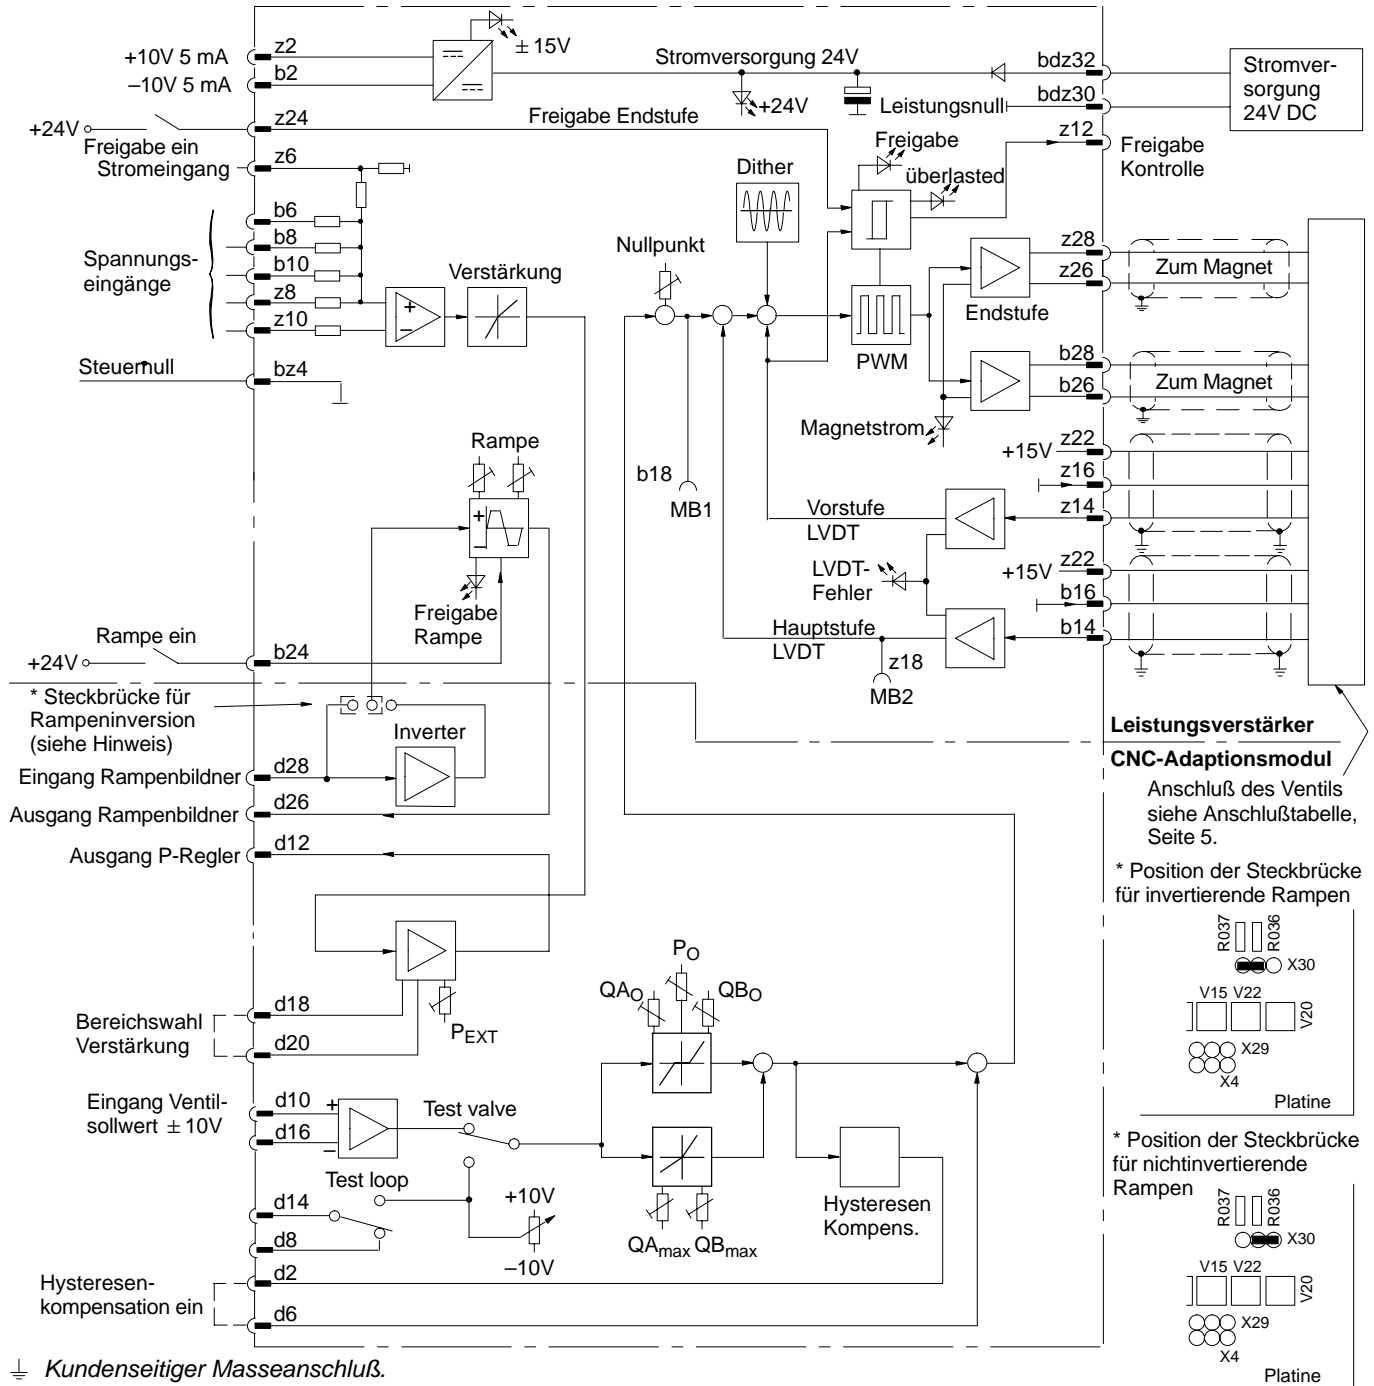 +10V 5 mA
z2
–10V 5 mA
b2
± 15V
Stromversorgung 24V
+24V
bdz32
Leistungsnull
bdz30
Stromver-
sorgung
24V DC
+24V
z24
Freigabe ein
Freigabe Endstufe
Stromeingang
z6
z12
Freigabe
Kontrolle
Freigabe
überlasted
Dither
b6
b8
b10
z8
z10
Spannungs-
eingänge
Verstärkung
+
–
Nullpunkt
PWM
Endstufe
z28
z26
Zum Magnet
b28
b26
Zum Magnet
Magnetstrom
Steuernull
bz4
Rampe
+
–
Freigabe
Rampe
b18
MB1
Vorstufe
LVDT
LVDT-
Fehler
Hauptstufe
LVDT
z18
MB2
+15V
z22
z16
z14
+15V
z22
b16
b14
Rampe ein
+24V
b24
* Steckbrücke für
Rampeninversion
(siehe Hinweis)
Inverter
Leistungsverstärker
CNC-Adaptionsmodul
Anschluß des Ventils
siehe Anschlußtabelle,
Seite 5.
Eingang Rampenbildner
d28
Ausgang Rampenbildner
d26
Ausgang P-Regler
d12
* Position der Steckbrücke
für invertierende Rampen
R037
R036
X30
V15 V22
V20
X29
X4
Platine
PEXT
Bereichswahl
Verstärkung
d18
d20
PO
QAO
QBO
Eingang Ventil-
sollwert ± 10V
d10
d16
+
–
Test valve
Test loop
d14
d8
+10V
–10V
QAmax QBmax
Hysteresen
Kompens.
* Position der Steckbrücke
für nichtinvertierende
Rampen
R037
R036
X30
V15 V22
V20
X29
X4
Platine
Hysteresen-
kompensation ein
d2
d6
Kundenseitiger Masseanschluß.